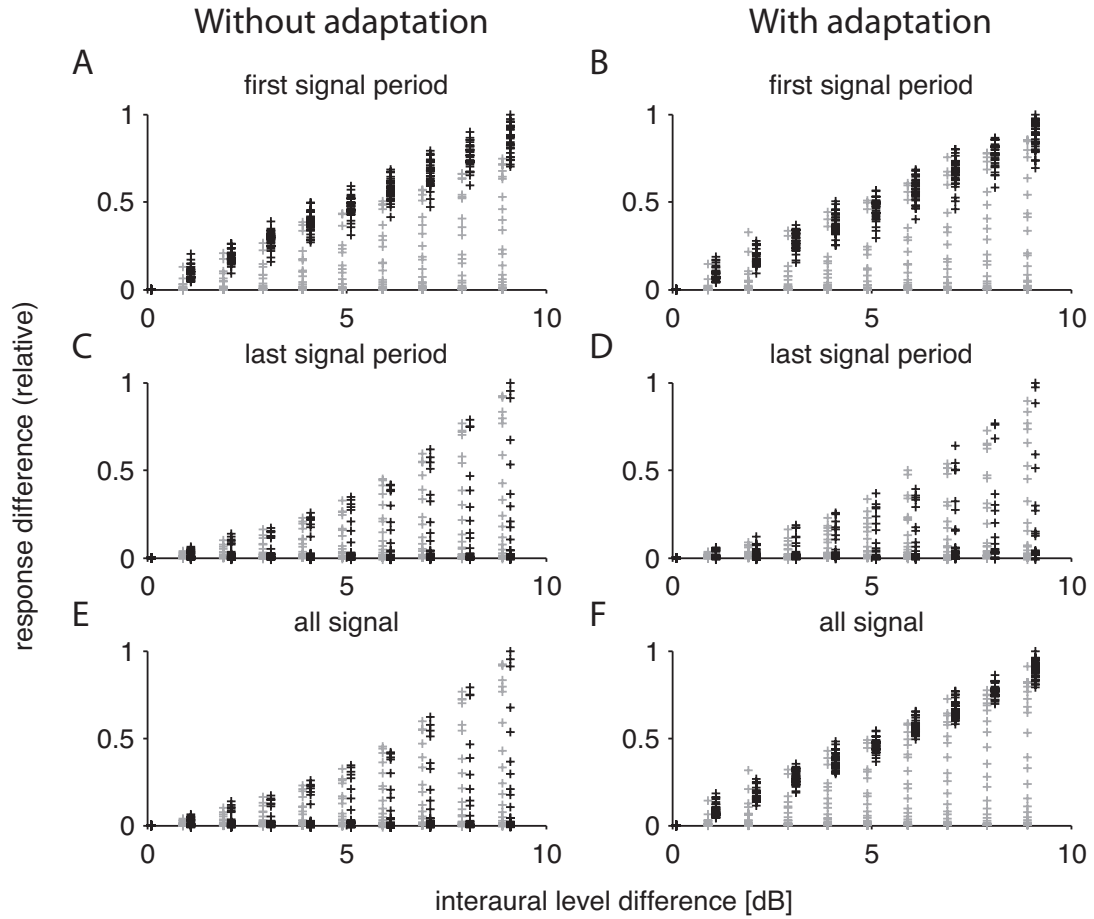 Without adaptation
With adaptation
A
first signal period
1
0.5
0
0
5
10
B
first signal period
1
0.5
0
0
5
10
C
last signal period
1
0.5
0
0
5
10
D
last signal period
1
0.5
0
0
5
10
E
all signal
1
0.5
0
0
5
10
F
all signal
1
0.5
0
0
5
10
response difference (relative)
interaural level difference [dB]